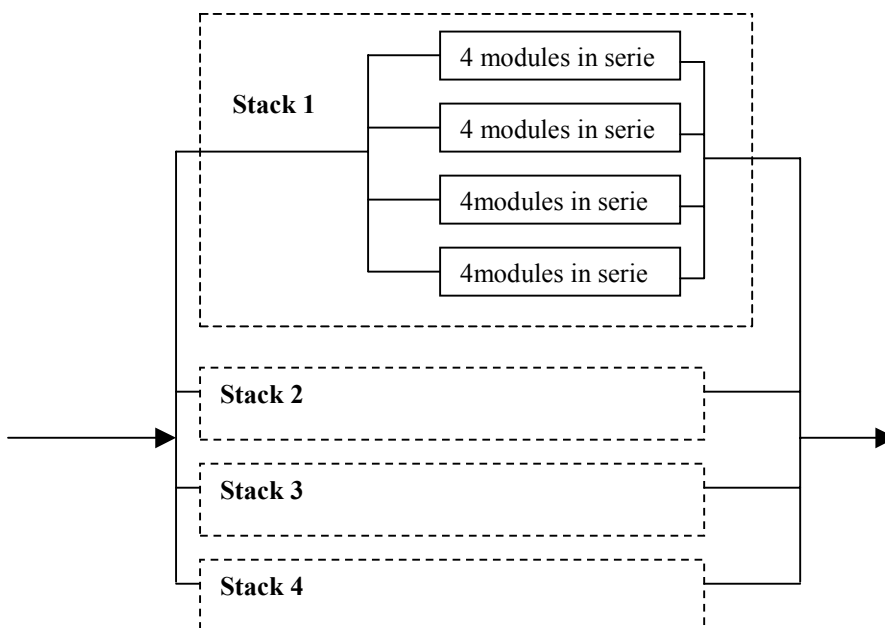 4 modules in serie
Stack 1
4 modules in serie
4modules in serie
4modules in serie
Stack 2
Stack 3
Stack 4